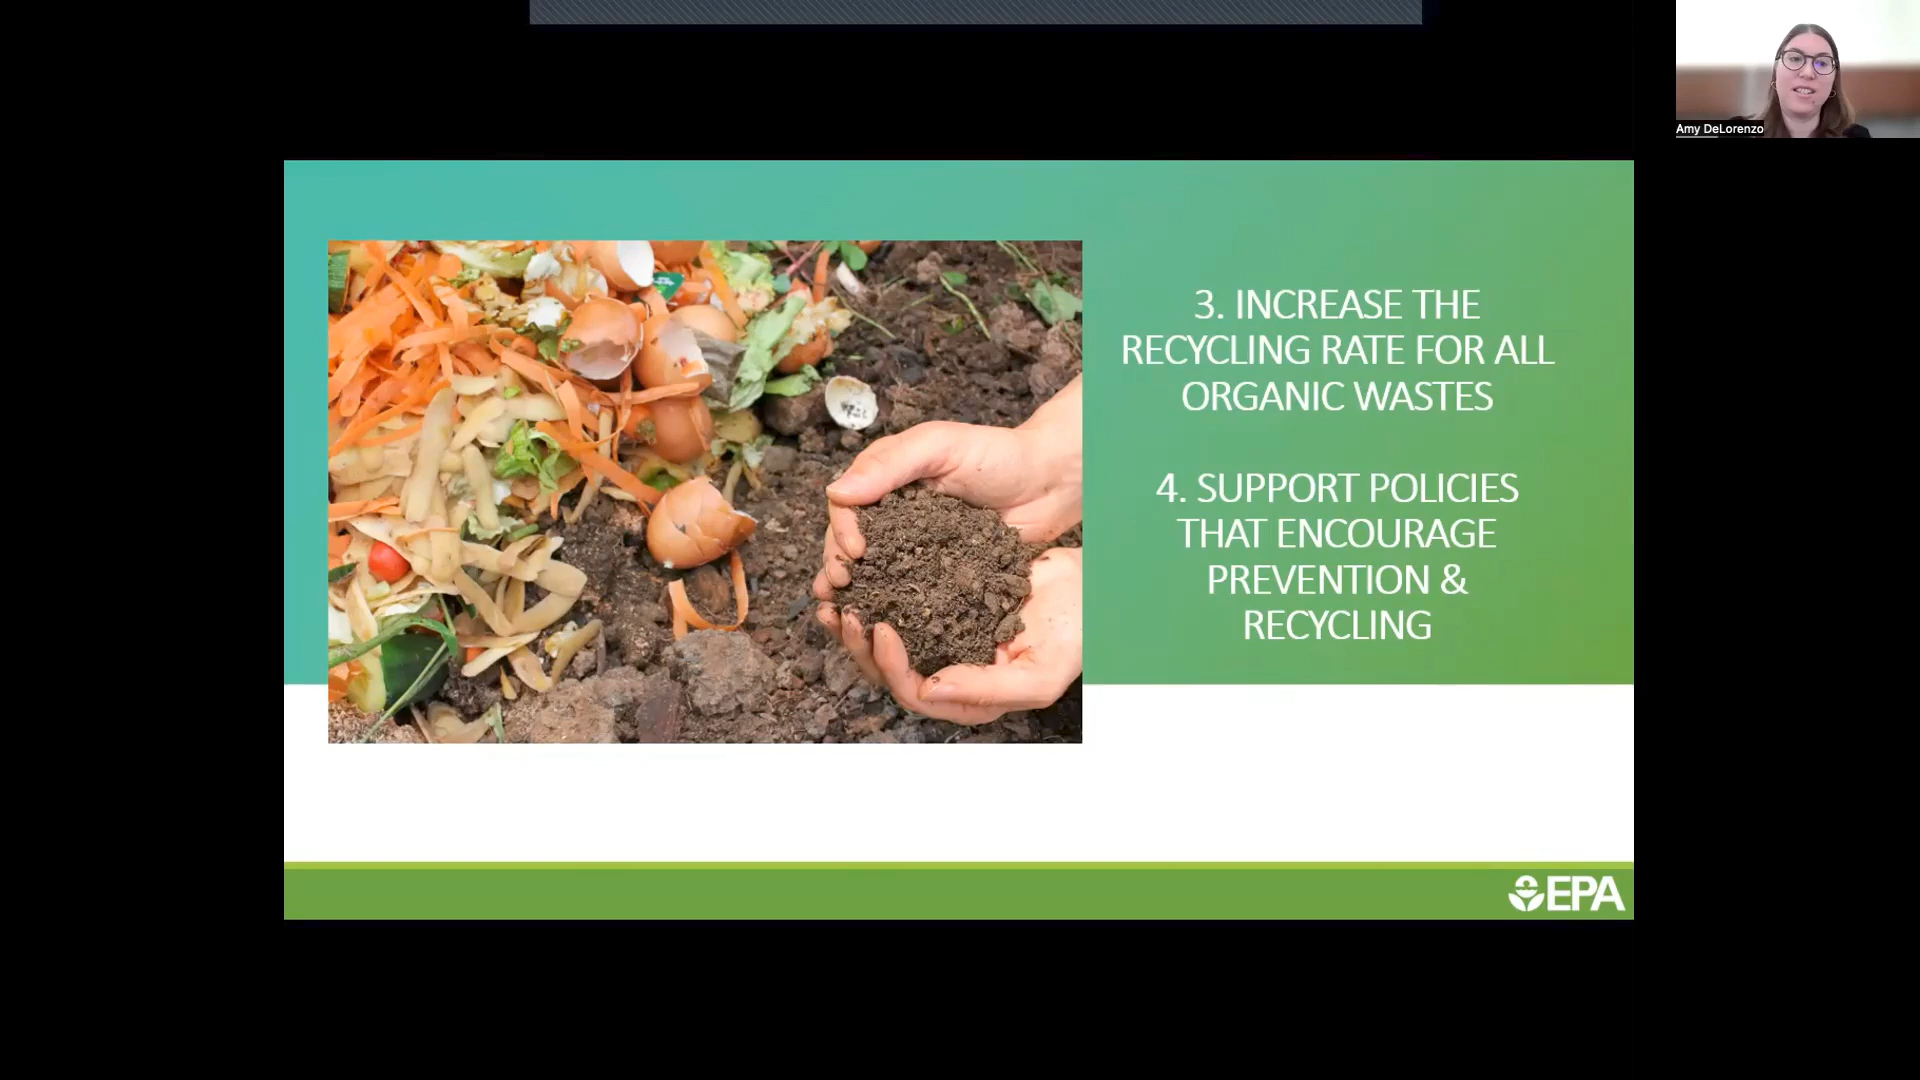 Amy DeLorenzo
3. INCREASE THE
RECYCLING RATE FOR ALL
ORGANIC WASTES
4. SUPPORT POLICIES
THAT ENCOURAGE
PREVENTION &
RECYCLING
EPA